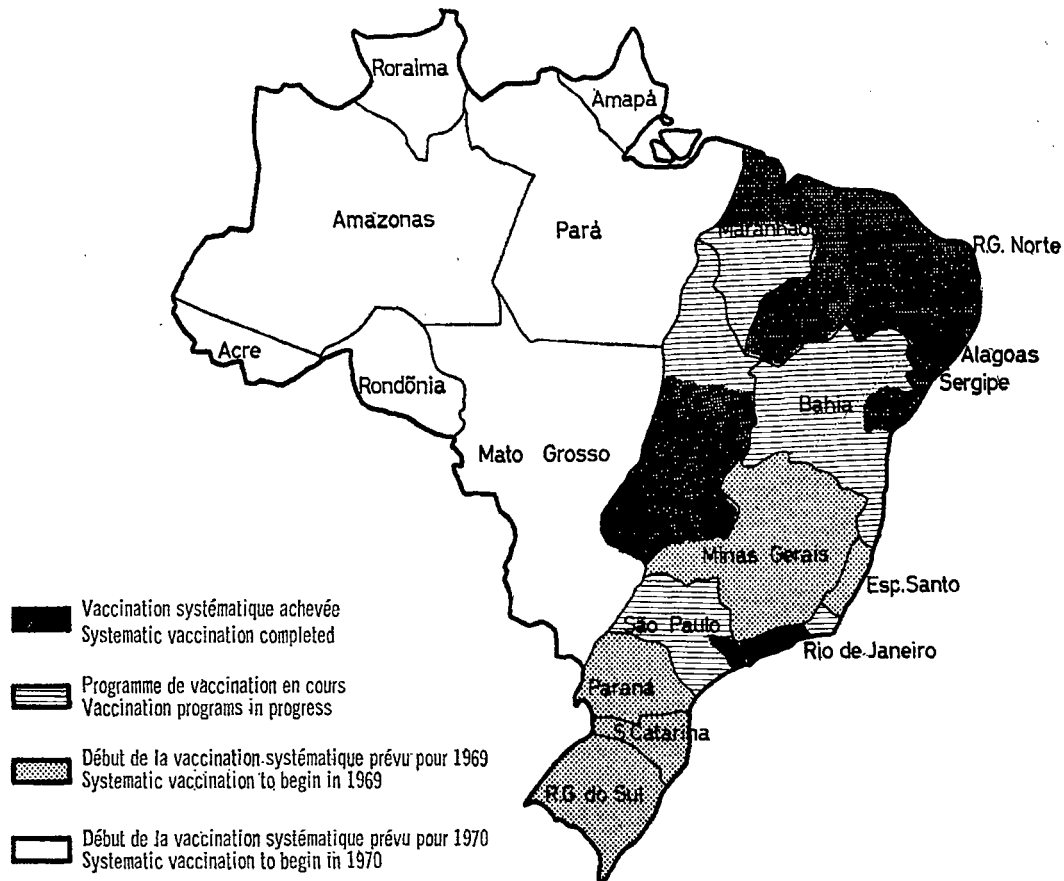 Roraima
Amapá
Amazonas
Pará
Maranhão
R.G. Norte
Acre
Rondõnia
Alagoas
Sergipe
Bahia
Mato Grosso
Minas Gerais
Esp.Santo
São Paulo
Rio de Janeiro
Paraná
S.Catarina
R.G. do Sul
Vaccination systématique achevée
Systematic vaccination completed
Programme de vaccination en cours
Vaccination programs in progress
Début de la vaccination systématique prévu pour 1969
Systematic vaccination to begin in 1969
Début de la vaccination systématique prévu pour 1970
Systematic vaccination to begin in 1970